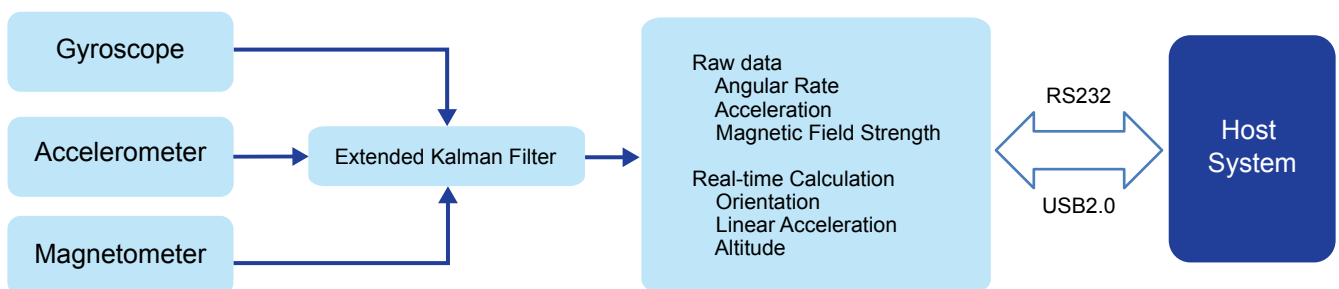 Gyroscope
Accelerometer
Magnetometer
Extended Kalman Filter
Raw data
Angular Rate
Acceleration
Magnetic Field Strength
Real-time Calculation
Orientation
Linear Acceleration
Altitude
RS232
USB2.0
Host
System